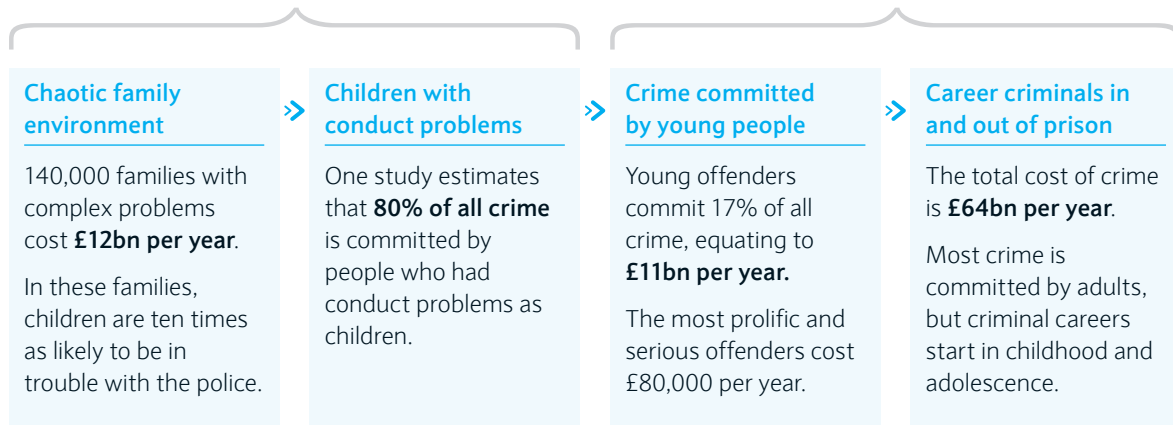 Chaotic family
environment
140,000 families with
complex problems
cost £12bn per year.
In these families,
children are ten times
as likely to be in
trouble with the police.
Children with
conduct problems
One study estimates
that 80% of all crime
is committed by
people who had
conduct problems as
children.
Crime committed
by young people
Young offenders
commit 17% of all
crime, equating to
£11bn per year.
The most prolific and
serious offenders cost
£80,000 per year.
Career criminals in
and out of prison
The total cost of crime
is £64bn per year.
Most crime is
committed by adults,
but criminal careers
start in childhood and
adolescence.